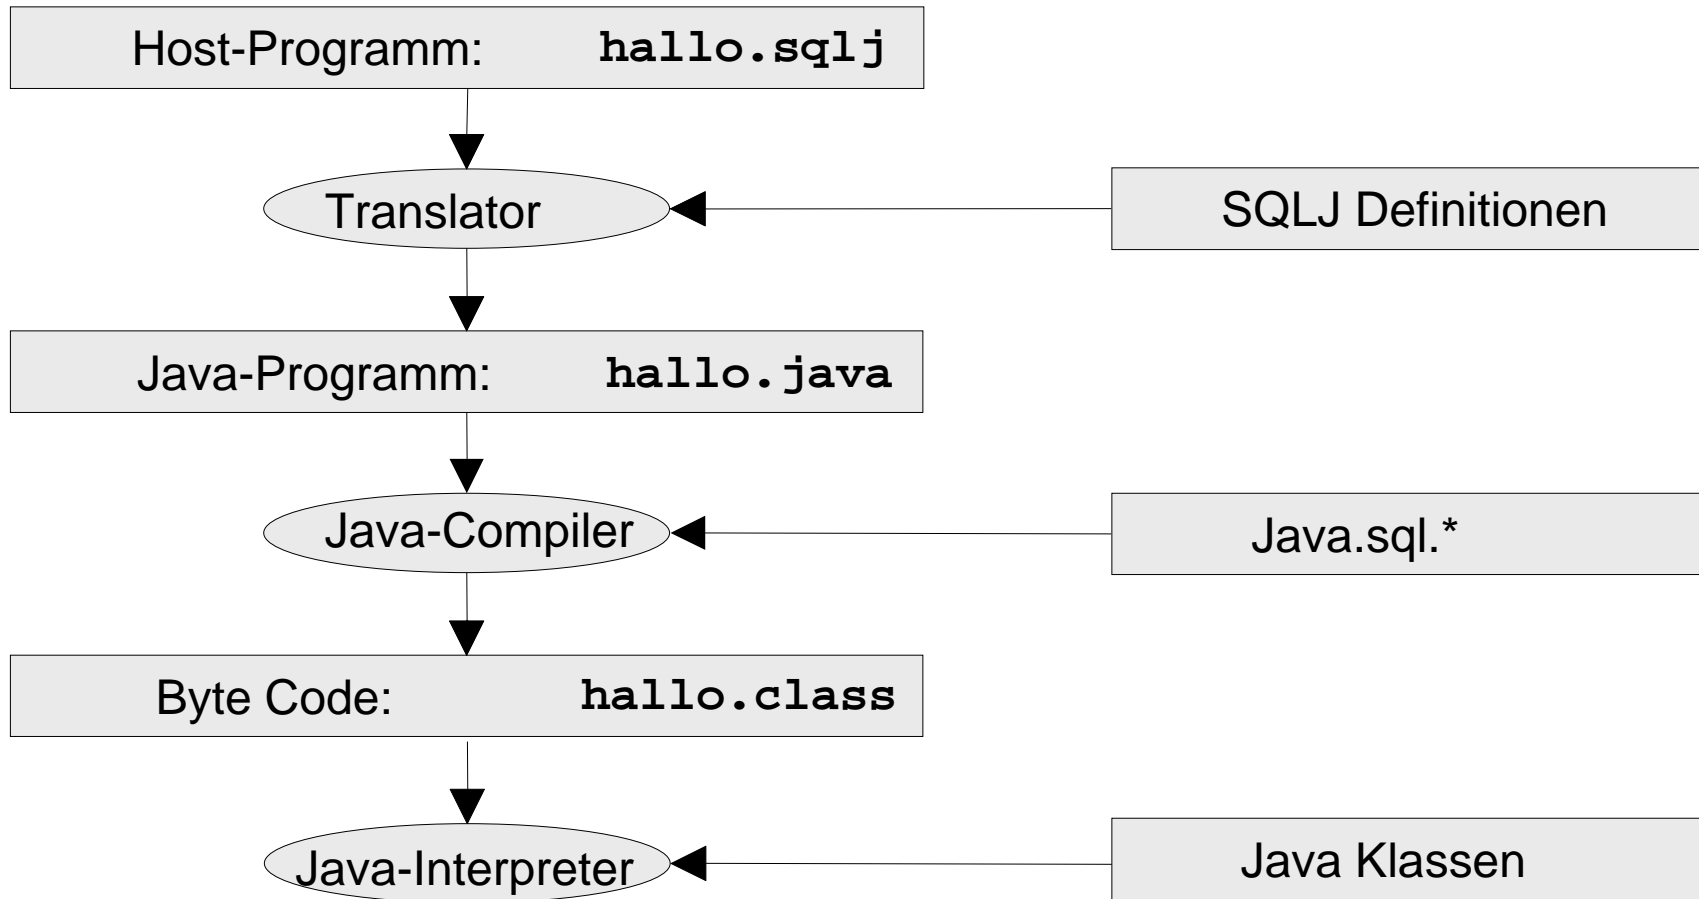 Host-Programm: hallo.sqlj
Translator
SQLJ Definitionen
Java-Programm: hallo.java
Java-Compiler
Java.sql.*
Byte Code: hallo.class
Java-Interpreter
Java Klassen